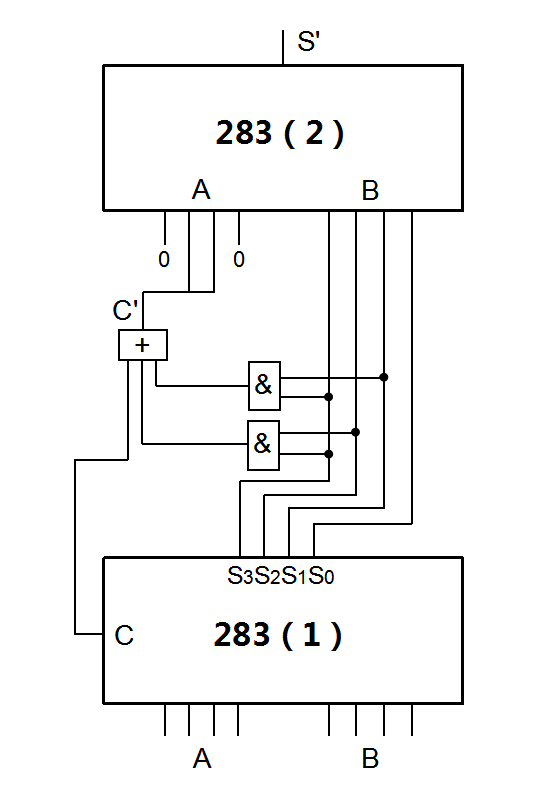 S'
283（2）
A B
0 0
C'
+
&
&
S3S2S1S0
C 283（1）
A B